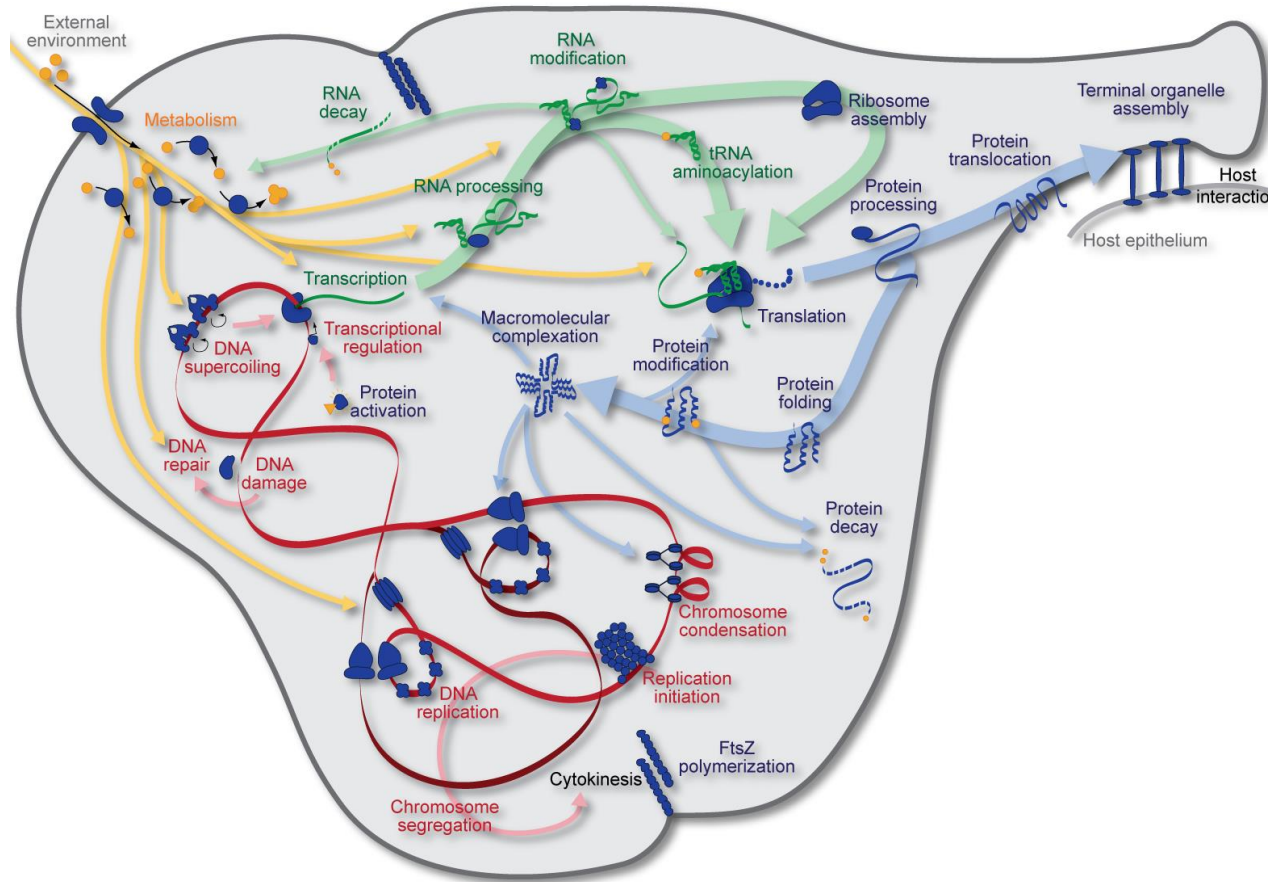 External
environment
RNA
modification
RNA
decay
Metabolism
Ribosome
assembly
Terminal organelle
assembly
tRNA
aminoacylation
Protein
translocation
RNA processing
Protein
processing
Host
interactio
Host epithelium
Transcription
Translation
Macromolecular
complexation
Transcriptional
regulation
DNA
supercoiling
Protein
modification
Protein
folding
Protein
activation
DNA
repair
DNA
damage
Protein
decay
Chromosome
condensation
Replication
initiation
DNA
replication
FtsZ
polymerization
Cytokinesis
Chromosome
segregation